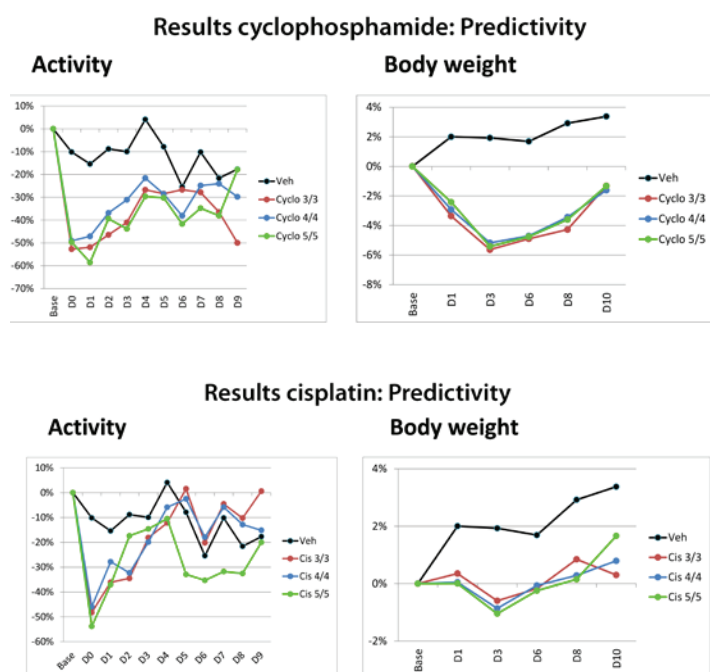 Results cyclophosphamide: Predictivity
Activity
Body weight
10%
0%
-10%
-20%
-30%
-40%
-50%
-60%
-70%
Base
D0
D1
D2
D3
D4
D5
D6
D7
D8
D9
Veh
Cyclo 3/3
Cyclo 4/4
Cyclo 5/5
4%
2%
0%
-2%
-4%
-6%
-8%
Base
D1
D3
D6
D8
D10
Veh
Cyclo 3/3
Cyclo 4/4
Cyclo 5/5
Results cisplatin: Predictivity
Activity
Body weight
10%
0%
-10%
-20%
-30%
-40%
-50%
-60%
Base
D0
D1
D2
D3
D4
D5
D6
D7
D8
D9
Veh
Cis 3/3
Cis 4/4
Cis 5/5
4%
2%
0%
-2%
Base
D1
D3
D6
D8
D10
Veh
Cis 3/3
Cis 4/4
Cis 5/5